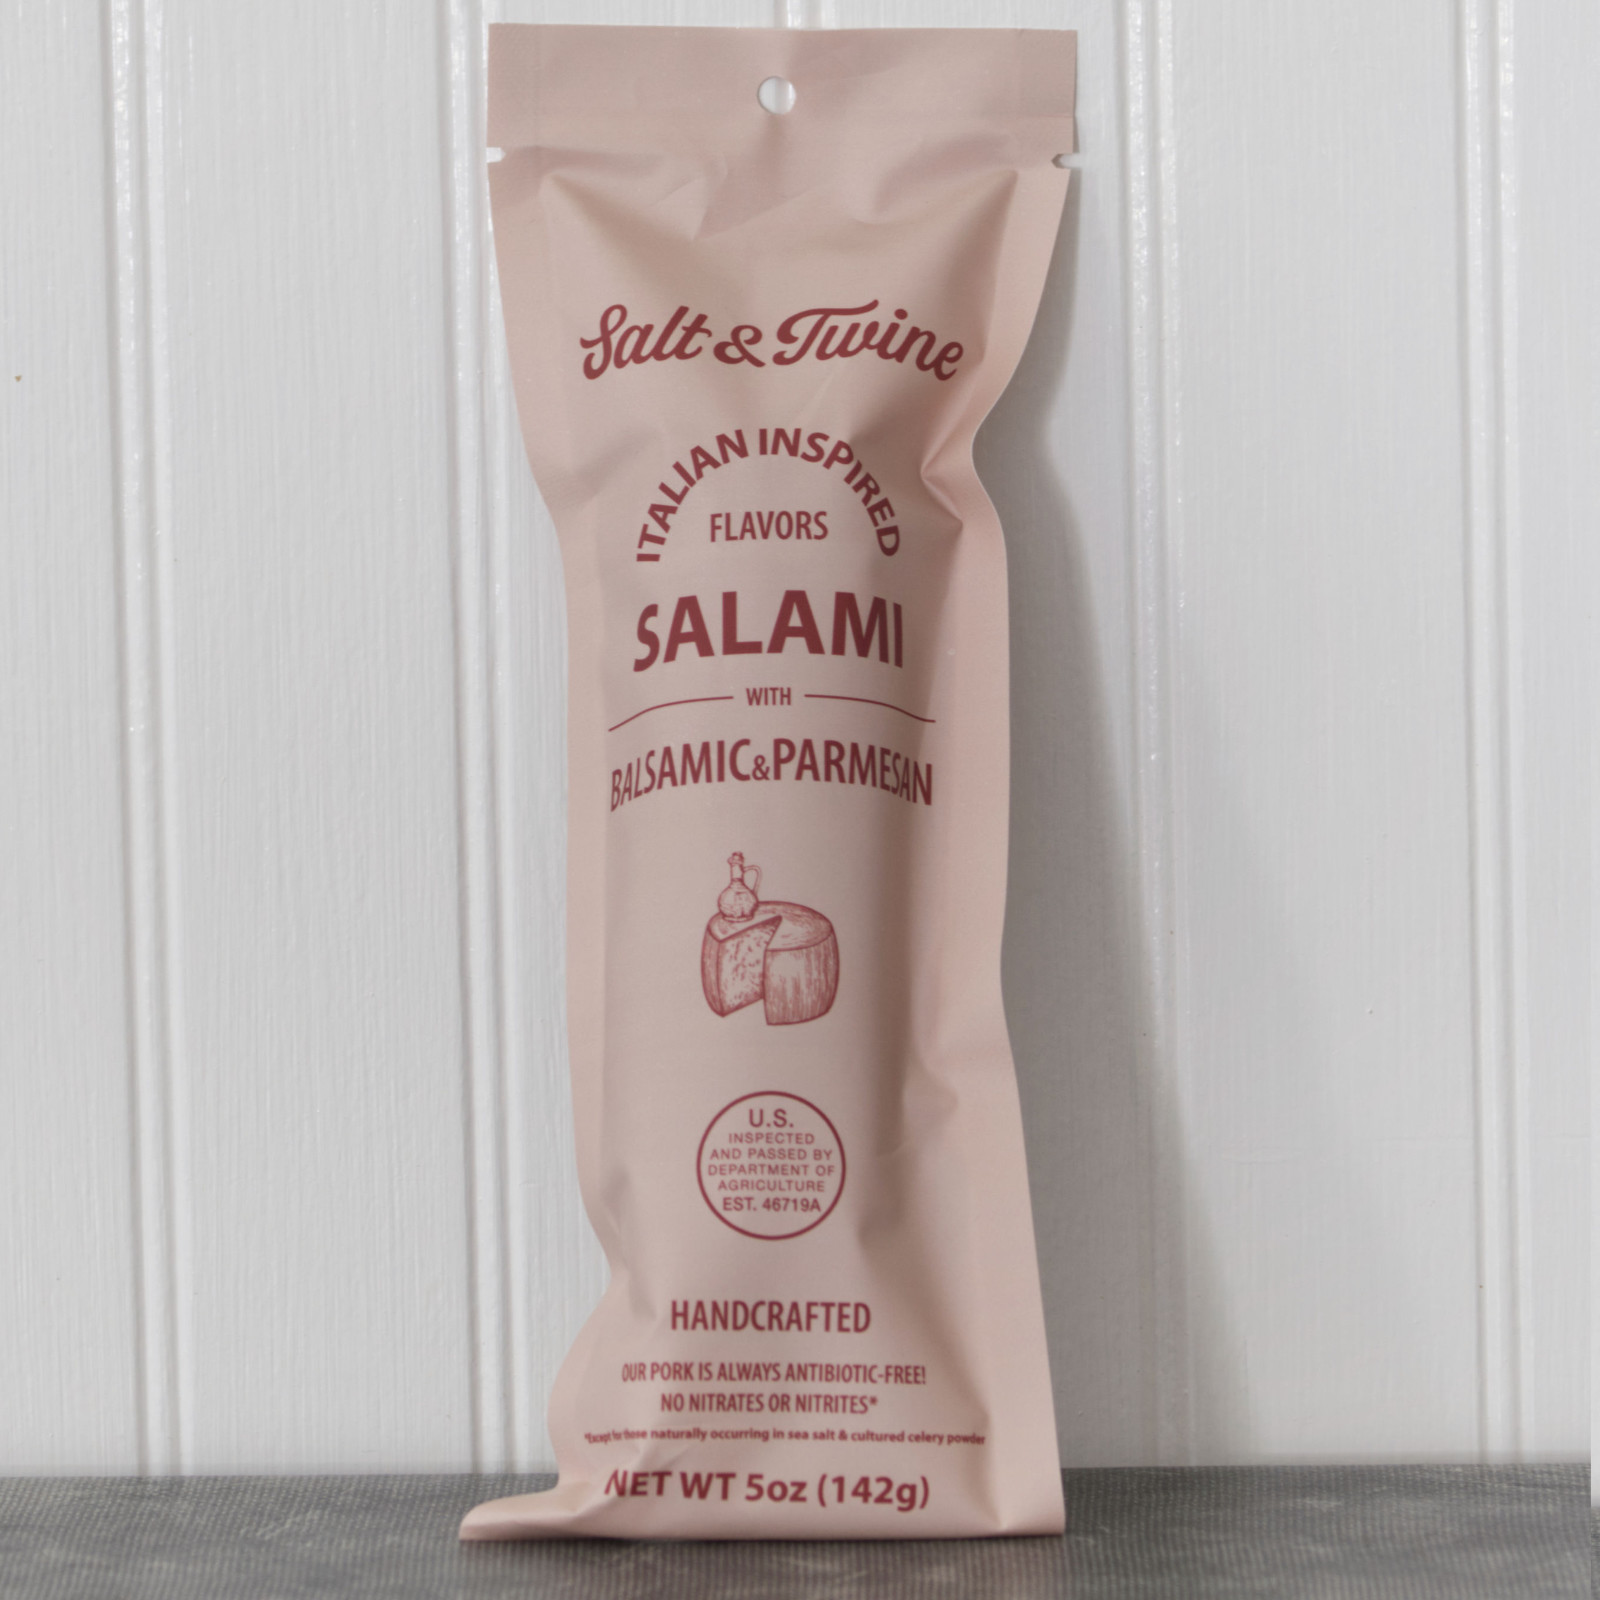 Salt & Twine
ITALIAN INSPIRED
FLAVORS
SALAMI
WITH
BALSAMIC&PARMESAN
U.S.
INSPECTED
AND PASSED BY
DEPARTMENT OF
AGRICULTURE
EST. 46719A
HANDCRAFTED
OUR PORK IS ALWAYS ANTIBIOTIC-FREE!
NO NITRATES OR NITRITES*
*Except for those naturally occurring in sea salt & cultured celery powder
NET WT 5oz (142g)